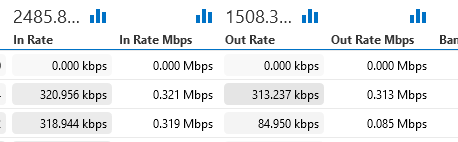 2485.8... 1508.3...
In Rate In Rate Mbps Out Rate Out Rate Mbps Ban
0.000 kbps 0.000 Mbps 0.000 kbps 0.000 Mbps
320.956 kbps 0.321 Mbps 313.237 kbps 0.313 Mbps
318.944 kbps 0.319 Mbps 84.950 kbps 0.085 Mbps